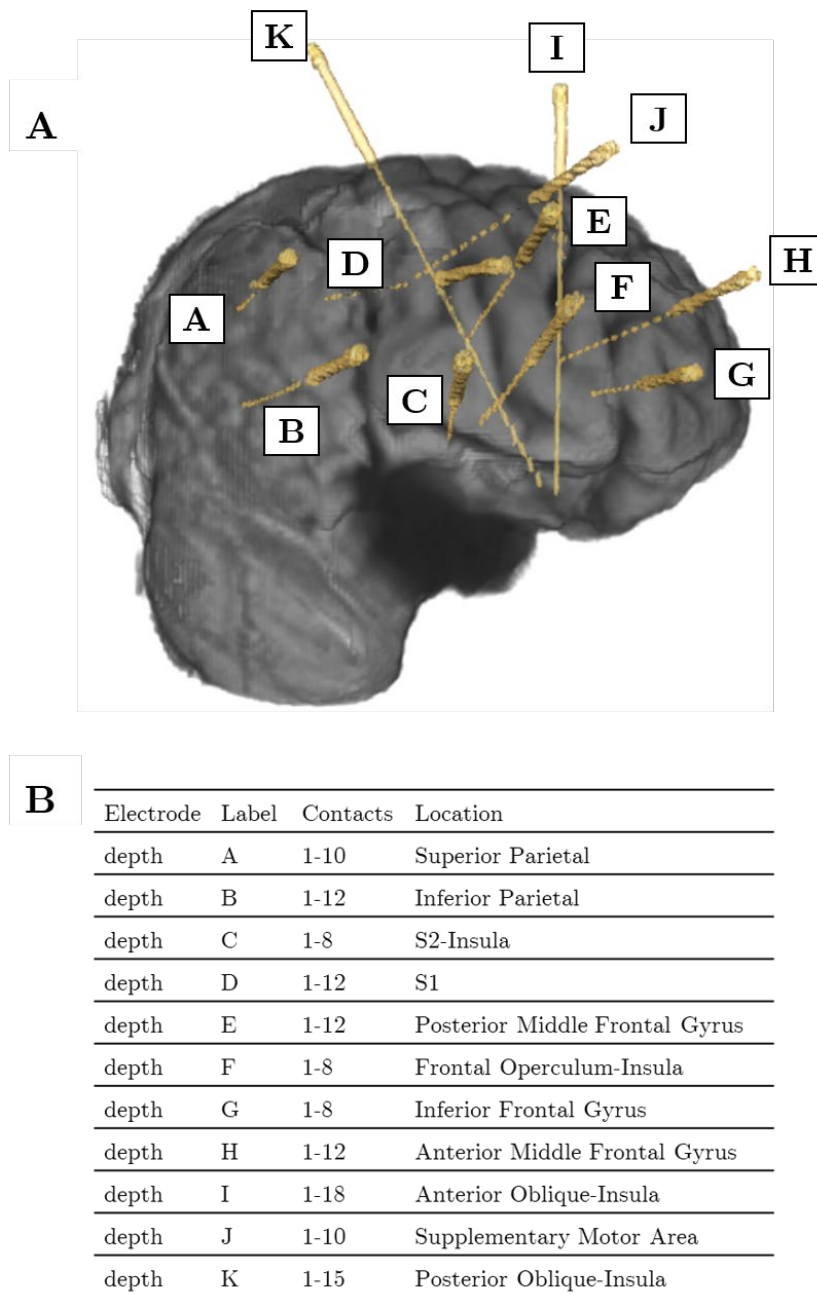 K
I
A
J
E
D
H
F
A
G
C
B
B
Electrode Label Contacts Location
depth A 1-10 Superior Parietal
depth B 1-12 Inferior Parietal
depth C 1-8 S2-Insula
depth D 1-12 S1
depth E 1-12 Posterior Middle Frontal Gyrus
depth F 1-8 Frontal Operculum-Insula
depth G 1-8 Inferior Frontal Gyrus
depth H 1-12 Anterior Middle Frontal Gyrus
depth I 1-18 Anterior Oblique-Insula
depth J 1-10 Supplementary Motor Area
depth K 1-15 Posterior Oblique-Insula